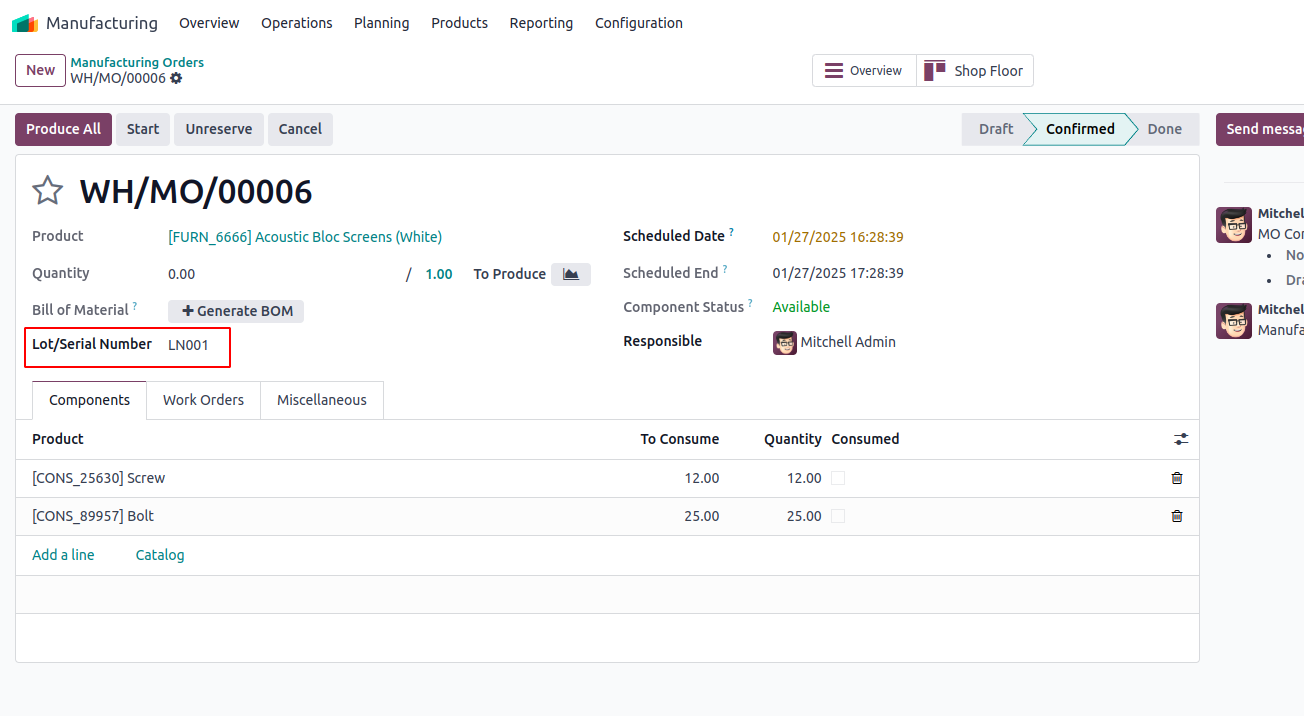 Manufacturing Overview Operations Planning Products Reporting Configuration
New Manufacturing Orders
WH/MO/00006
Overview Shop Floor
Produce All Start Unreserve Cancel Draft Confirmed Done Send messa
WH/MO/00006
Product [FURN_6666] Acoustic Bloc Screens (White) Scheduled Date ? 01/27/2025 16:28:39
Quantity 0.00 / 1.00 To Produce Scheduled End ? 01/27/2025 17:28:39
Bill of Material ? + Generate BOM Component Status ? Available
Lot/Serial Number LN001 Responsible Mitchell Admin
Components Work Orders Miscellaneous
Product To Consume Quantity Consumed
[CONS_25630] Screw 12.00 12.00
[CONS_89957] Bolt 25.00 25.00
Add a line Catalog
Mitchel
MO Cor
No
Dra
Mitchel
Manufa